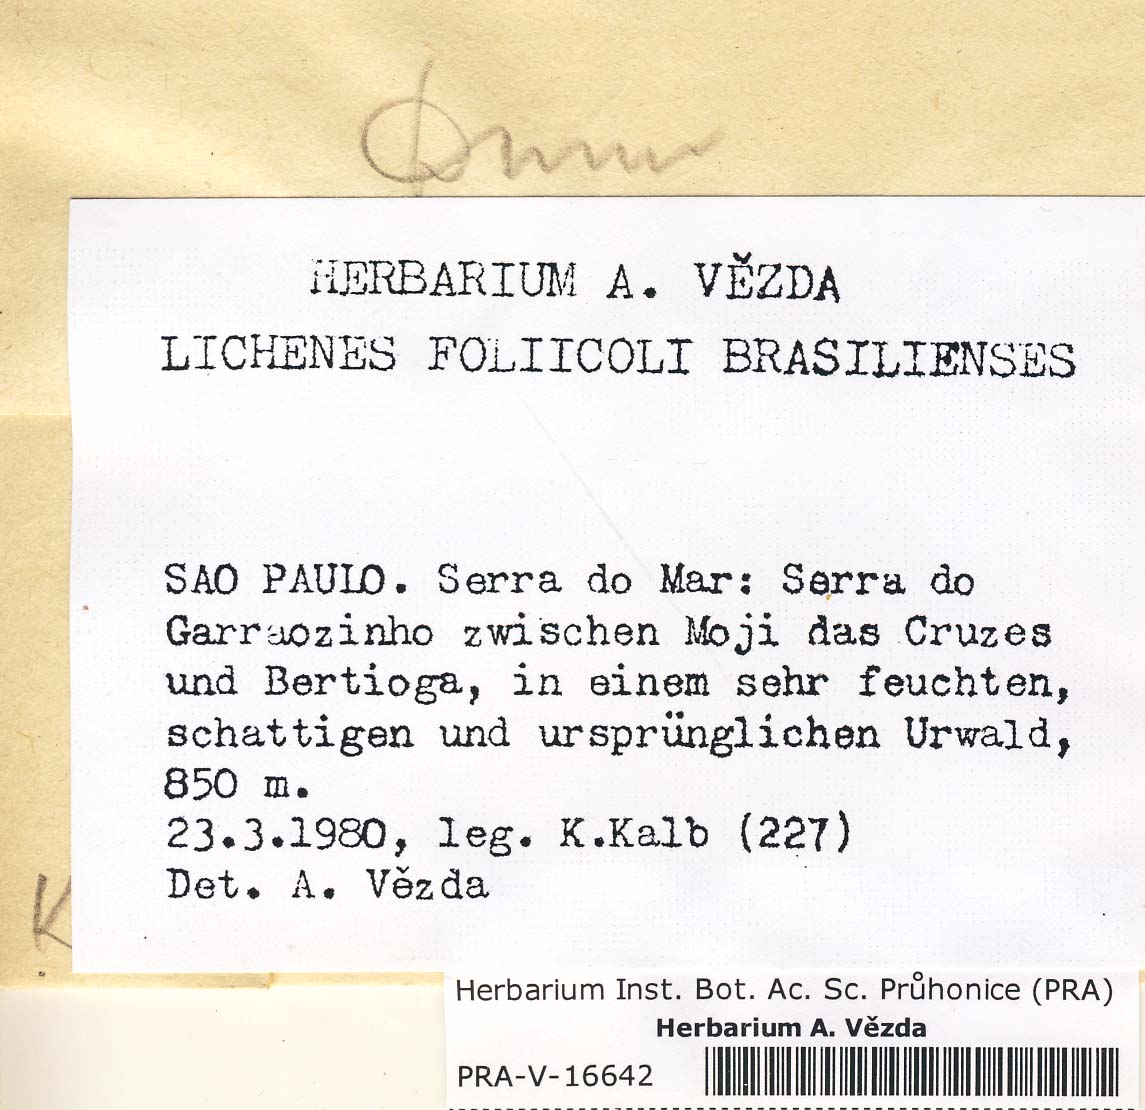 HERBARIUM A. VĚZDA
LICHENES FOLIICOLI BRASILIENSES
SAO PAULO. Serra do Mar: Serra do
Garraozinho zwischen Moji das Cruzes
und Bertioga, in einem sehr feuchten,
schattigen und ursprünglichen Urwald,
850 m.
23.3.1980, leg. K.Kalb (227)
Det. A. Vězda
K
Herbarium Inst. Bot. Ac. Sc. Průhonice (PRA)
Herbarium A. Vězda
PRA-V-16642